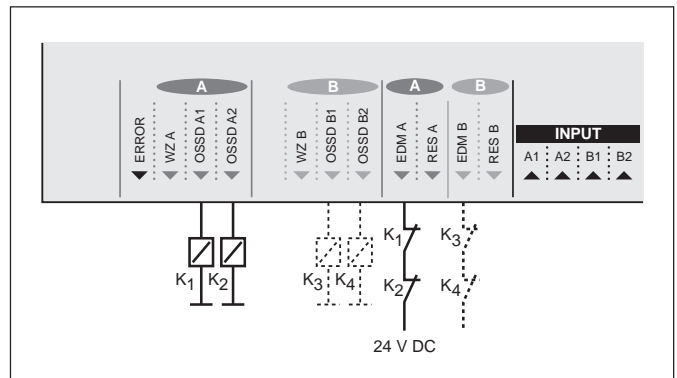 A B A B
ERROR WZ A OSSD A1 OSSD A2 WZ B OSSD B1 OSSD B2 EDM A RES A EDM B RES B
INPUT
A1 A2 B1 B2
K1 K3
K1 K2 K3 K4 K2 K4
24 V DC